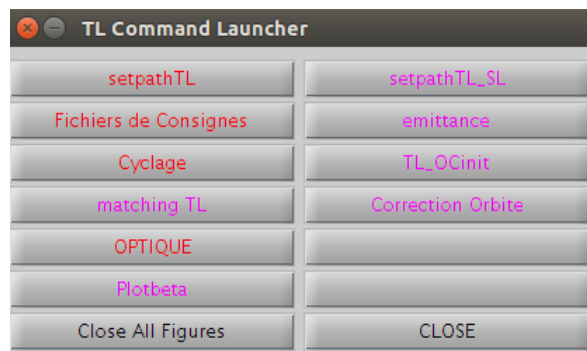 TL Command Launcher
setpathTL
setpathTL_SL
Fichiers de Consignes
emittance
Cyclage
TL_OCinit
matching TL
Correction Orbite
OPTIQUE
Plotbeta
Close All Figures
CLOSE